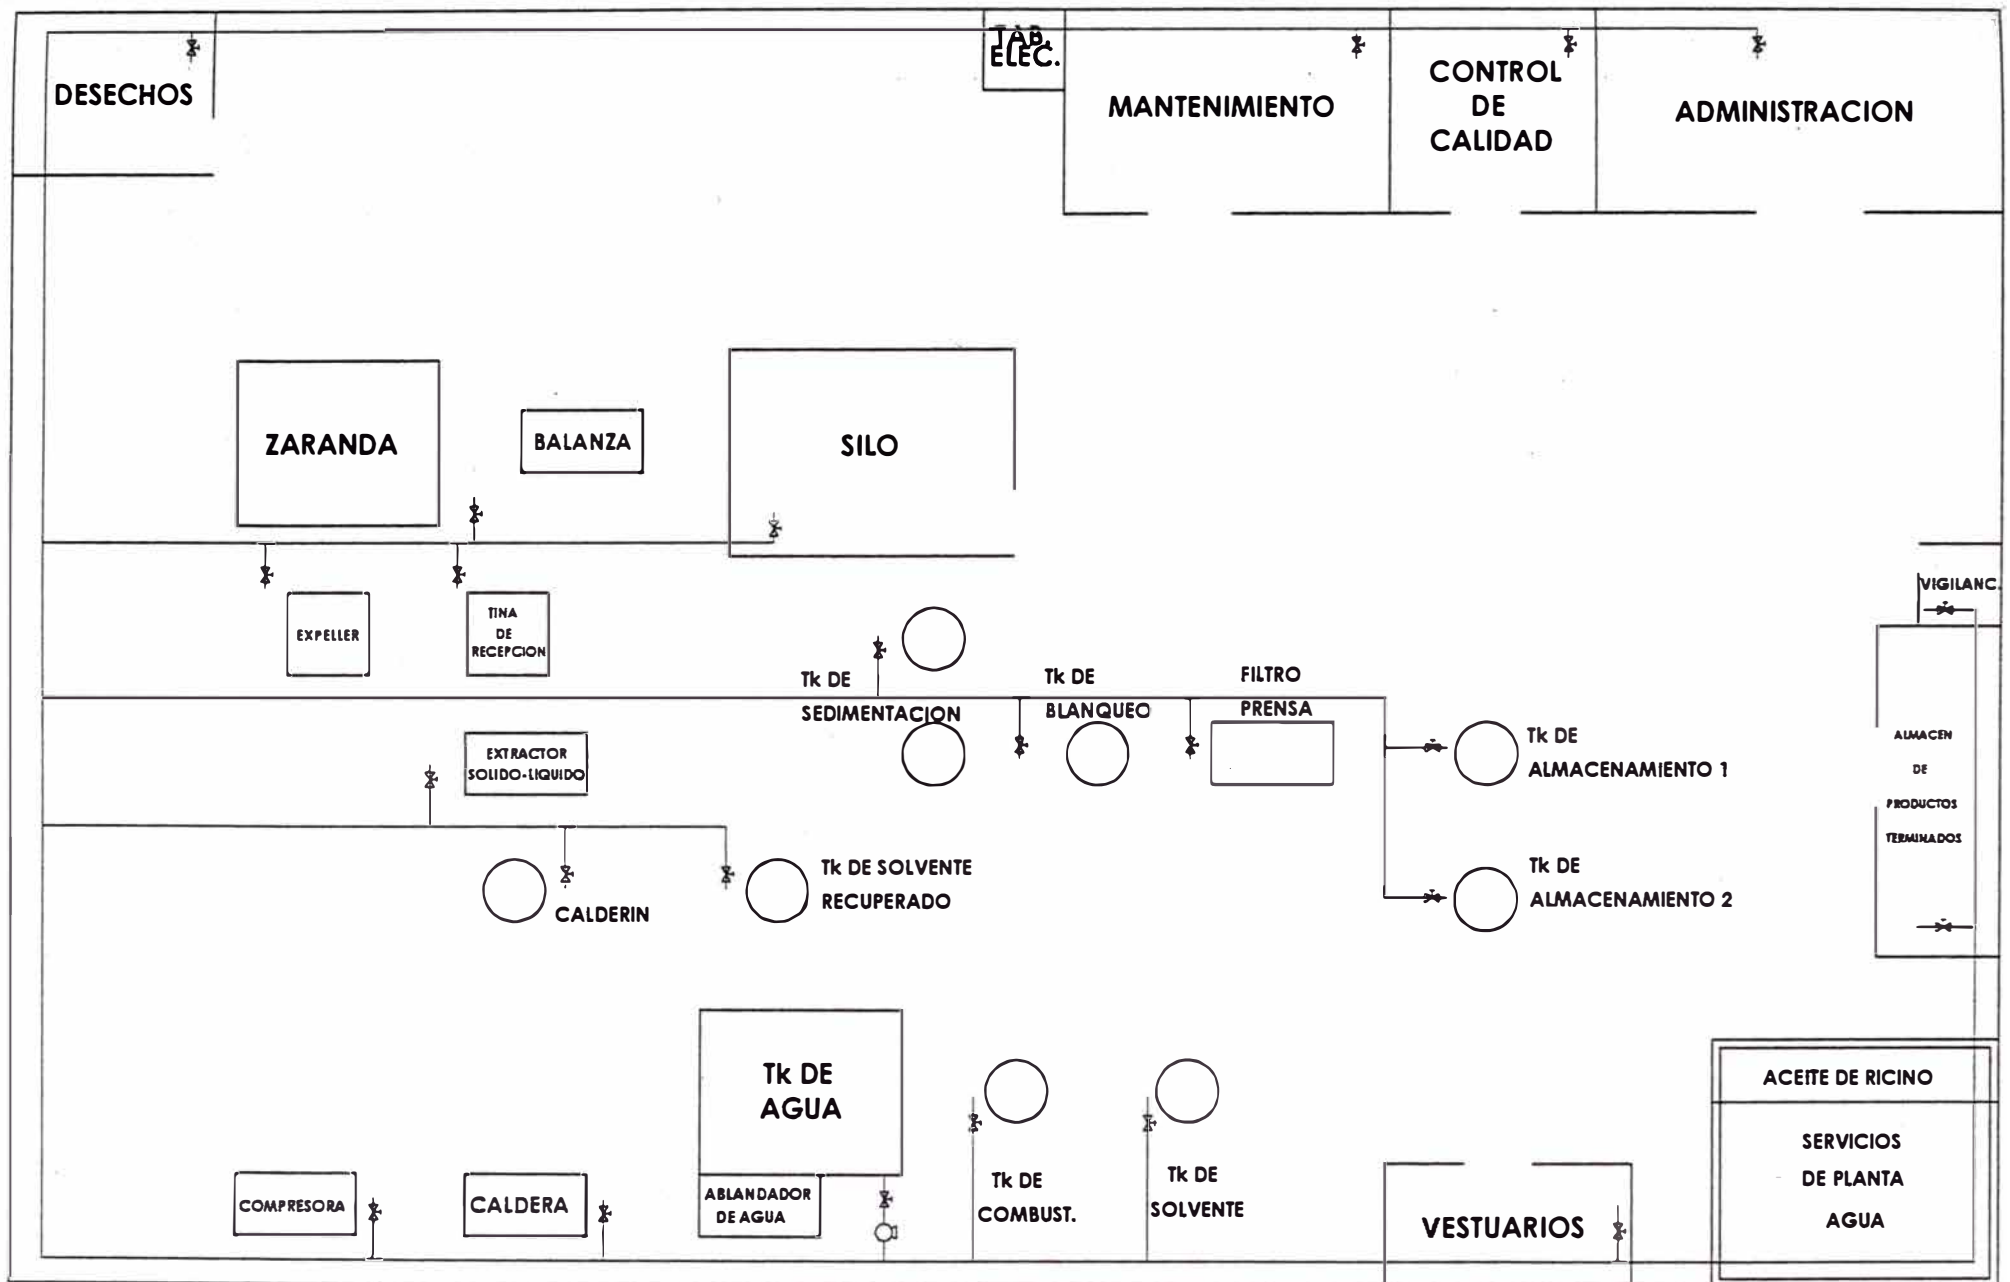 DESECHOS
TAB.
ELEC.
MANTENIMIENTO
CONTROL
DE
CALIDAD
ADMINISTRACION
ZARANDA
BALANZA
SILO
EXPELLER
TINA
DE
RECEPCION
VIGILANC.
Tk DE
SEDIMENTACION
Tk DE
BLANQUEO
FILTRO
PRENSA
EXTRACTOR
SOLIDO-LIQUIDO
Tk DE
ALMACENAMIENTO 1
ALMACEN
DE
PRODUCTOS
TERMINADOS
CALDERIN
Tk DE SOLVENTE
RECUPERADO
Tk DE
ALMACENAMIENTO 2
Tk DE
AGUA
COMPRESORA
CALDERA
ABLANDADOR
DE AGUA
Tk DE
COMBUST.
Tk DE
SOLVENTE
VESTUARIOS
ACEITE DE RICINO
SERVICIOS
DE PLANTA
AGUA